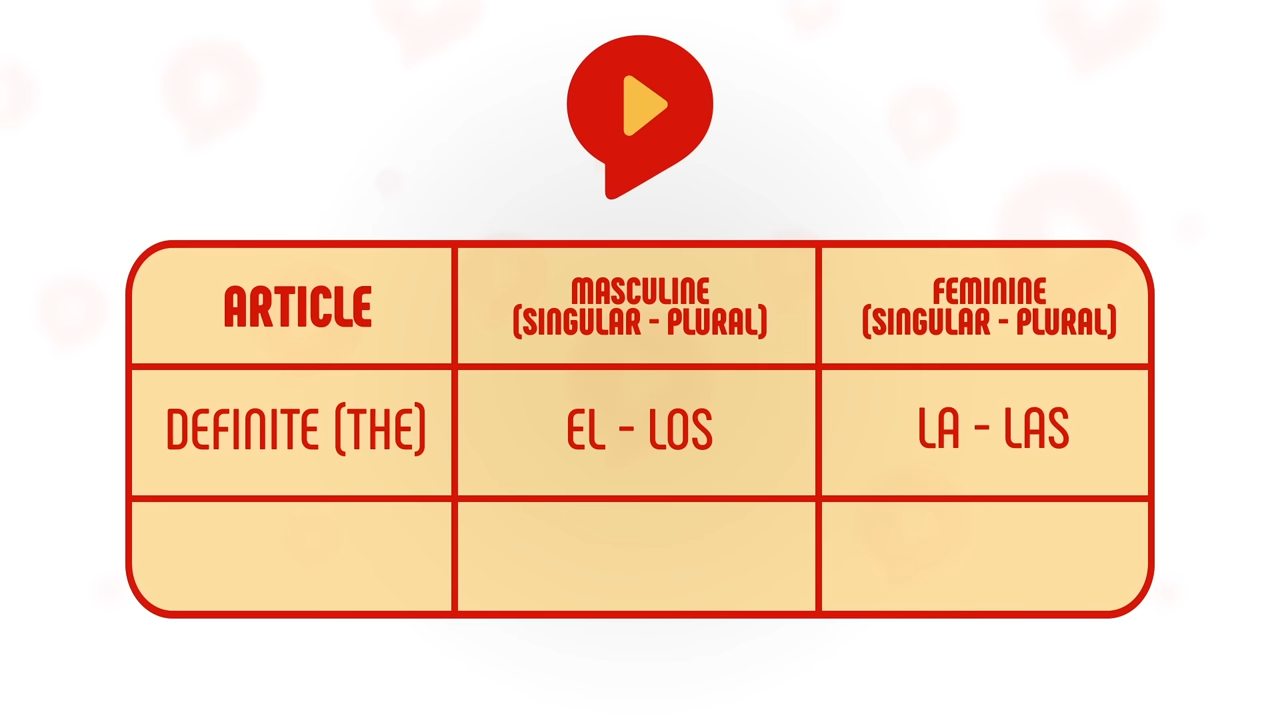 ARTICLE
MASCULINE
(SINGULAR - PLURAL)
FEMININE
(SINGULAR - PLURAL)
DEFINITE (THE)
EL - LOS
LA - LAS